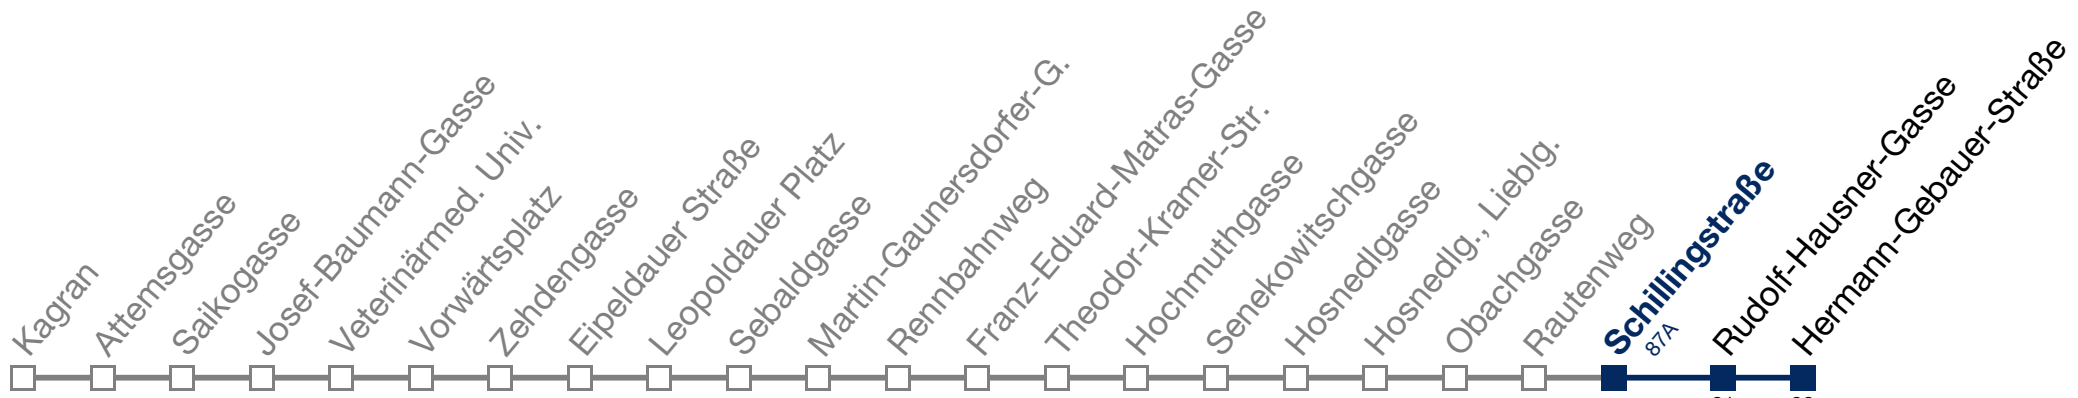 Kagran
Attemsgasse
Saikogasse
Josef-Baumann-Gasse
Veterinärmed. Univ.
Vorwärtsplatz
Zehdengasse
Eipeldauer Straße
Leopoldauer Platz
Sebaldgasse
Martin-Gaunersdorfer-G.
Rennbahnweg
Franz-Eduard-Matras-Gasse
Theodor-Kramer-Str.
Hochmuthgasse
Senekowitschgasse
Hosnedlgasse
Hosnedlg., Lieblg.
Obachgasse
Rautenweg
Schillingstraße
87A
Rudolf-Hausner-Gasse
Hermann-Gebauer-Straße